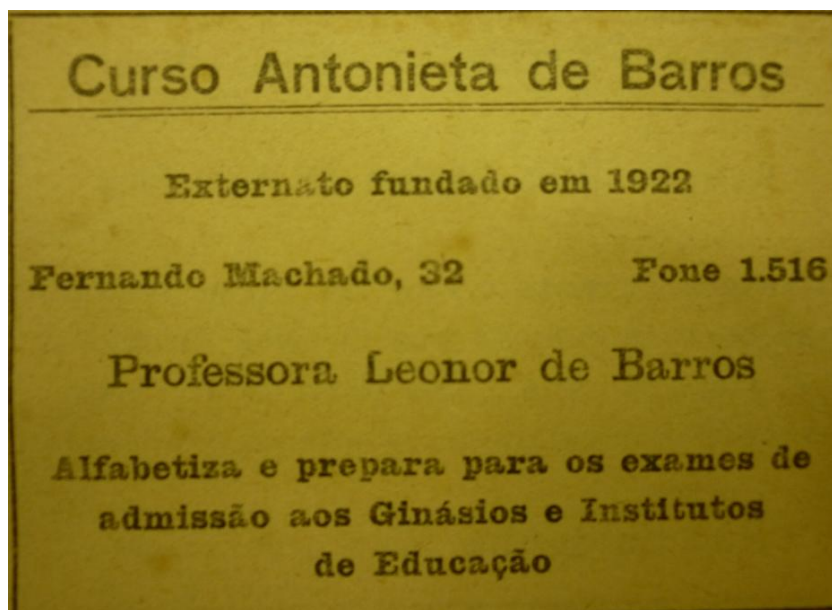 Curso Antonieta de Barros
Externato fundado em 1922
Fernando Machado, 32 Fone 1.516
Professora Leonor de Barros
Alfabetiza e prepara para os exames de
admissão aos Ginásios e Institutos
de Educação